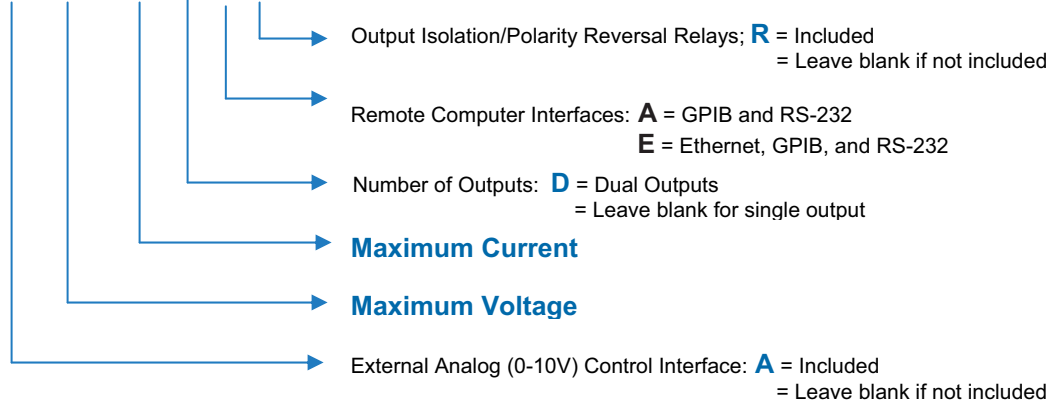 Output Isolation/Polarity Reversal Relays; R = Included
= Leave blank if not included
Remote Computer Interfaces: A = GPIB and RS-232
E = Ethernet, GPIB, and RS-232
Number of Outputs: D = Dual Outputs
= Leave blank for single output
Maximum Current
Maximum Voltage
External Analog (0-10V) Control Interface: A = Included
= Leave blank if not included